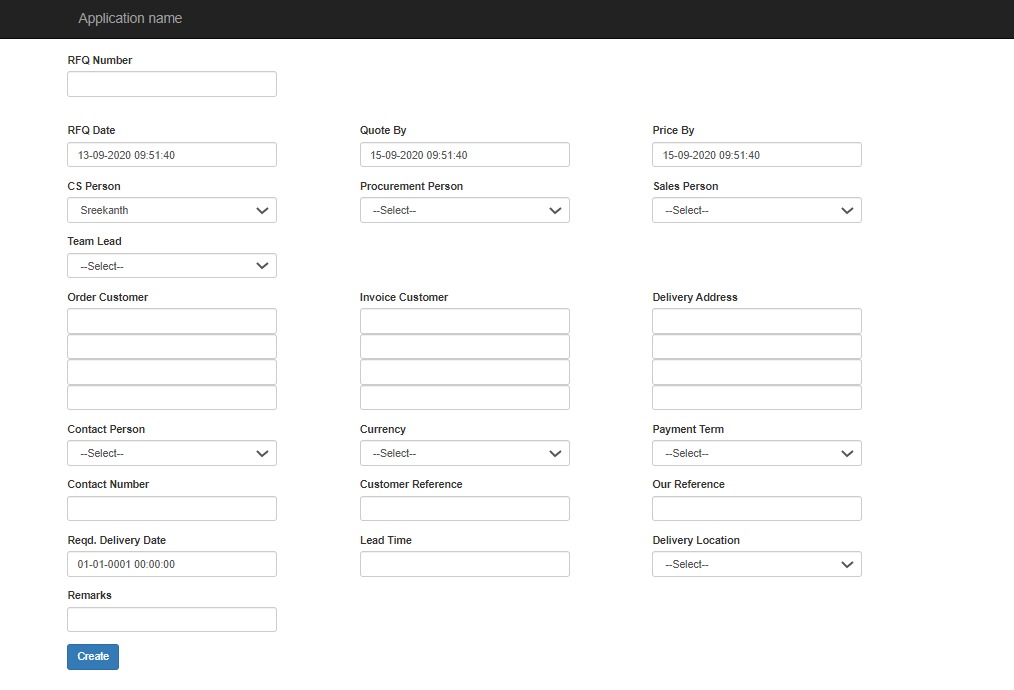 Application name
RFQ Number
RFQ Date Quote By Price By
13-09-2020 09:51:40 15-09-2020 09:51:40 15-09-2020 09:51:40
CS Person Procurement Person Sales Person
Sreekanth --Select-- --Select--
Team Lead
--Select--
Order Customer Invoice Customer Delivery Address
Contact Person Currency Payment Term
--Select-- --Select-- --Select--
Contact Number Customer Reference Our Reference
Reqd. Delivery Date Lead Time Delivery Location
01-01-0001 00:00:00 --Select--
Remarks
Create